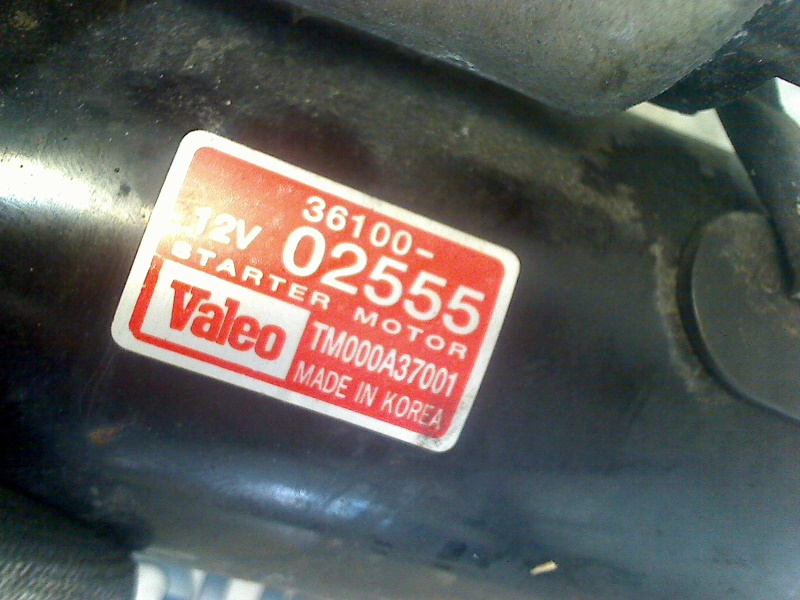 36100-
12V 02555
STARTER MOTOR
Valeo
TM000A37001
MADE IN KOREA